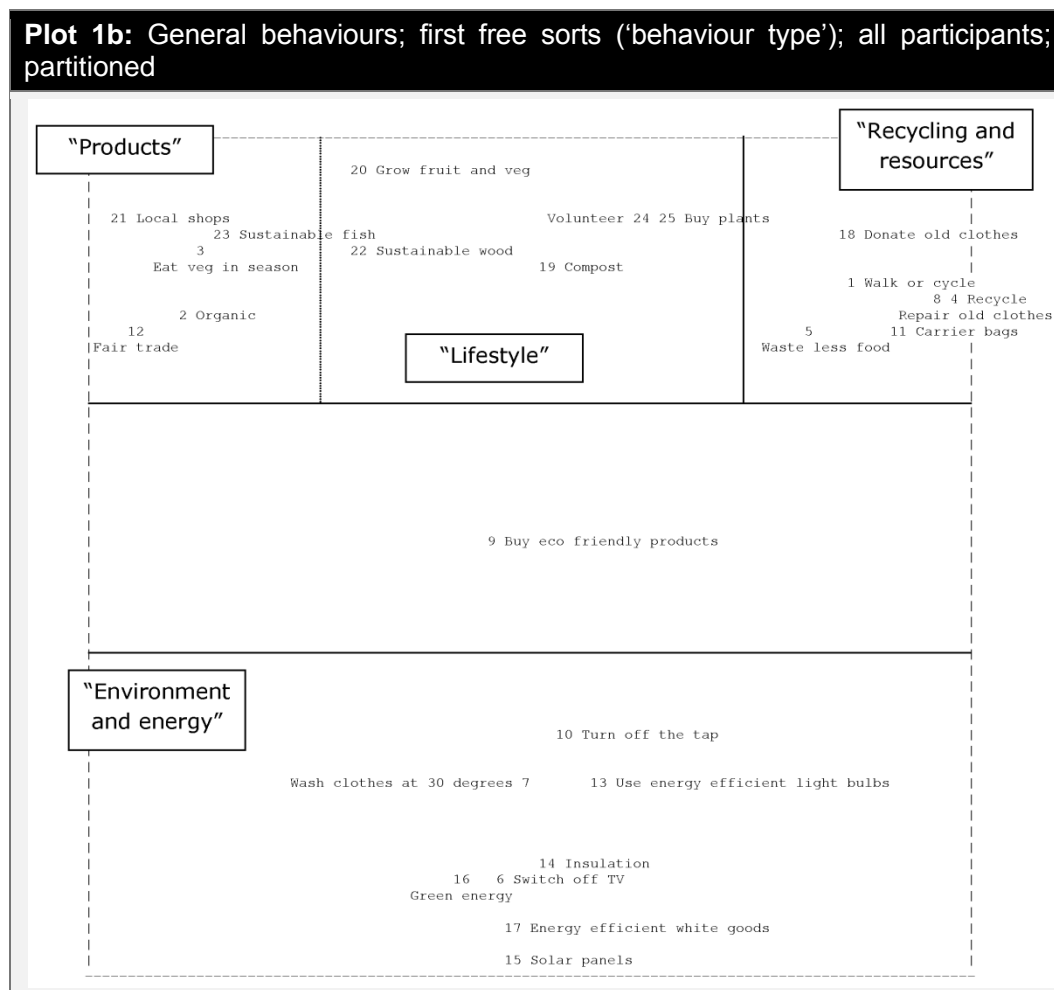 Plot 1b: General behaviours; first free sorts (‘behaviour type’); all participants;
partitioned
“Products”
“Recycling and
resources”
20 Grow fruit and veg
21 Local shops
Volunteer 24 25 Buy plants
23 Sustainable fish
18 Donate old clothes
3
22 Sustainable wood
Eat veg in season
19 Compost
1 Walk or cycle
8 4 Recycle
2 Organic
Repair old clothes
12
5
11 Carrier bags
Fair trade
“Lifestyle”
Waste less food
9 Buy eco friendly products
“Environment
and energy”
10 Turn off the tap
Wash clothes at 30 degrees 7
13 Use energy efficient light bulbs
14 Insulation
16
6 Switch off TV
Green energy
17 Energy efficient white goods
15 Solar panels